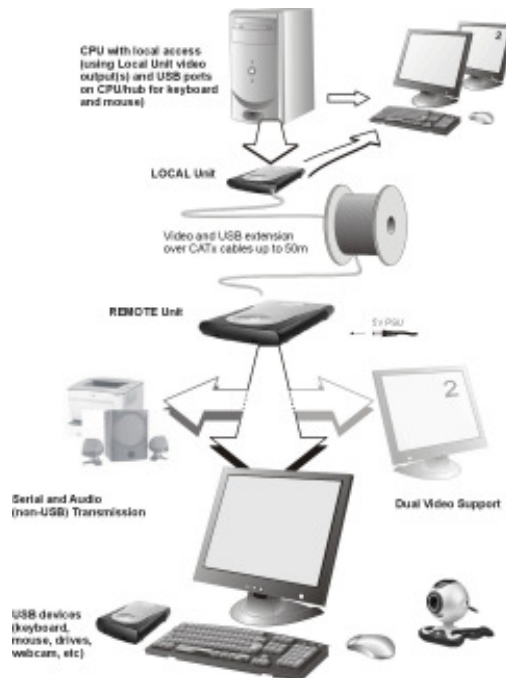 CPU with local access
(using Local Unit video
output(s) and USB ports
on CPU/hub for keyboard
and mouse)
2
LOCAL Unit
Video and USB extension
over CATx cables up to 50m
REMOTE Unit
5V PSU
2
Serial and Audio
(non-USB) Transmission
Dual Video Support
USB devices
(keyboard,
mouse, drives,
webcam, etc)